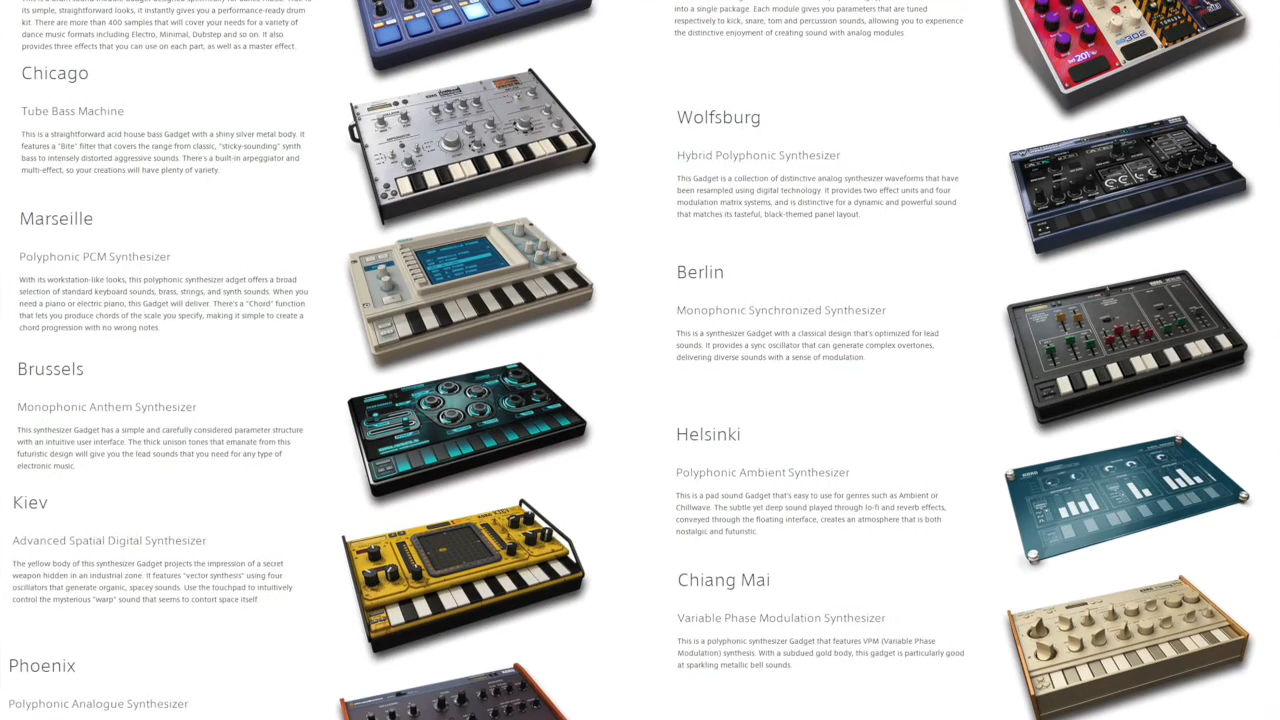 its simple, straightforward looks, it instantly gives you a performance-ready drum
kit. There are more than 400 samples that will cover your needs for a variety of
dance music formats including Electro, Minimal, Dubstep and so on. It also
provides three effects that you can use on each part, as well as a master effect.
Chicago
Tube Bass Machine
This is a straightforward acid house bass Gadget with a shiny silver metal body. It
features a "Bite" filter that covers the range from classic, "sticky-sounding" synth
bass to intensely distorted aggressive sounds. There's a built-in arpeggiator and
multi-effect, so your creations will have plenty of variety.
Marseille
Polyphonic PCM Synthesizer
With its workstation-like looks, this polyphonic synthesizer adget offers a broad
selection of standard keyboard sounds, brass, strings, and synth sounds. When you
need a piano or electric piano, this Gadget will deliver. There's a "Chord" function
that lets you produce chords of the scale you specify, making it simple to create a
chord progression with no wrong notes.
Brussels
Monophonic Anthem Synthesizer
This synthesizer Gadget has a simple and carefully considered parameter structure
with an intuitive user interface. The thick unison tones that emanate from this
futuristic design will give you the lead sounds that you need for any type of
electronic music.
Kiev
Advanced Spatial Digital Synthesizer
The yellow body of this synthesizer Gadget projects the impression of a secret
weapon hidden in an industrial zone. It features "vector synthesis" using four
oscillators that generate organic, spacey sounds. Use the touchpad to intuitively
control the mysterious "warp" sound that seems to contort space itself.
Phoenix
Polyphonic Analogue Synthesizer
into a single package. Each module gives you parameters that are tuned
respectively to kick, snare, tom and percussion sounds, allowing you to experience
the distinctive enjoyment of creating sound with analog modules.
201
302
Wolfsburg
Hybrid Polyphonic Synthesizer
This Gadget is a collection of distinctive analog synthesizer waveforms that have
been resampled using digital technology. It provides two effect units and four
modulation matrix systems, and is distinctive for a dynamic and powerful sound
that matches its tasteful, black-themed panel layout.
Berlin
Monophonic Synchronized Synthesizer
This is a synthesizer Gadget with a classical design that's optimized for lead
sounds. It provides a sync oscillator that can generate complex overtones,
delivering diverse sounds with a sense of modulation.
Helsinki
Polyphonic Ambient Synthesizer
This is a pad sound Gadget that's easy to use for genres such as Ambient or
Chillwave. The subtle yet deep sound played through lo-fi and reverb effects,
conveyed through the floating interface, creates an atmosphere that is both
nostalgic and futuristic.
Chiang Mai
Variable Phase Modulation Synthesizer
This is a polyphonic synthesizer Gadget that features VPM (Variable Phase
Modulation) synthesis. With a subdued gold body, this gadget is particularly good
at sparkling metallic bell sounds.